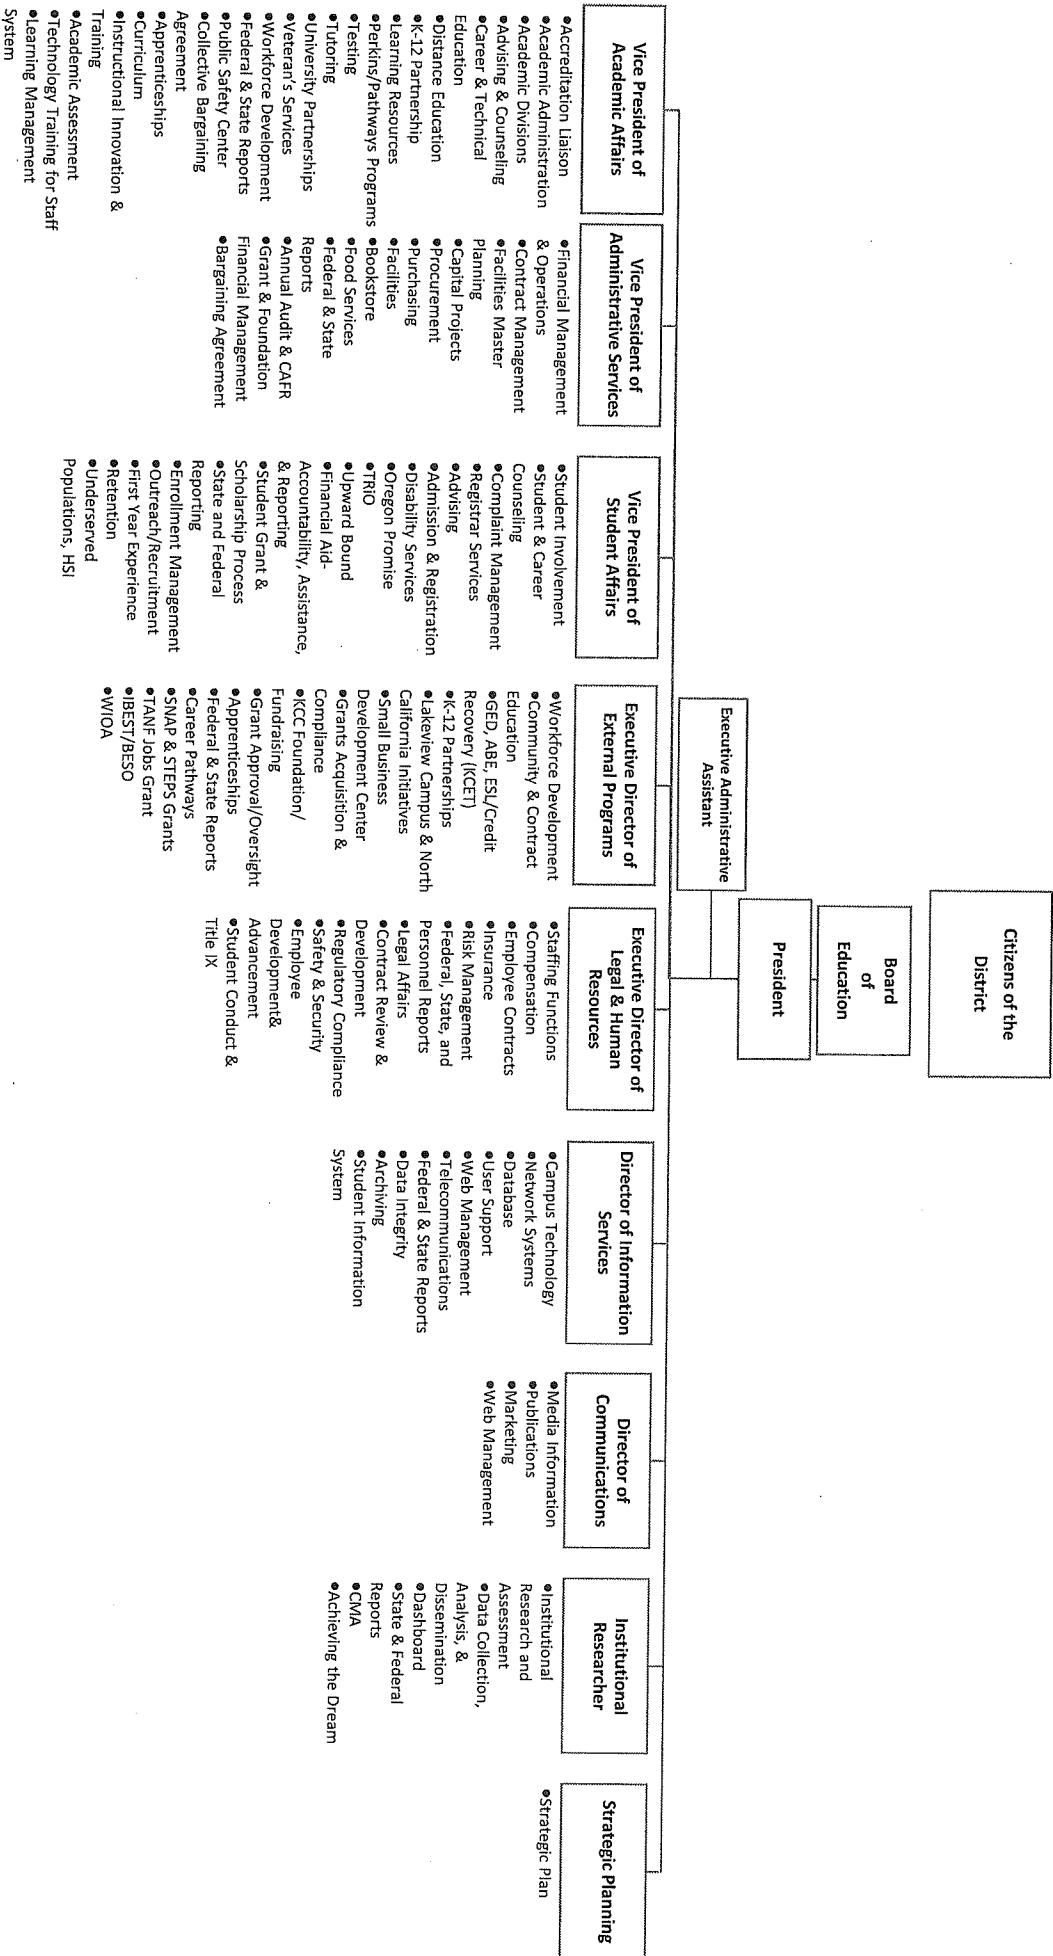 Citizens of the
District
Board
of
Education
President
Executive Administrative
Assistant
Vice President of
Academic Affairs
•Accreditation Liaison
•Academic Administration
•Academic Divisions
•Advising & Counseling
•Career & Technical
Education
•Distance Education
•K-12 Partnership
•Learning Resources
•Perkins/Pathways Programs
•Testing
•Tutoring
•University Partnerships
•Veteran's Services
•Workforce Development
•Federal & State Reports
•Public Safety Center
•Collective Bargaining
Agreement
•Apprenticeships
•Curriculum
•Instructional Innovation &
Training
•Academic Assessment
•Technology Training for Staff
•Learning Management
System
Vice President of
Administrative Services
•Financial Management
& Operations
•Contract Management
•Facilities Master
Planning
•Capital Projects
•Procurement
•Purchasing
•Facilities
•Bookstore
•Food Services
•Federal & State
Reports
•Annual Audit & CAFR
•Grant & Foundation
Financial Management
•Bargaining Agreement
Vice President of
Student Affairs
•Student Involvement
•Student & Career
Counseling
•Complaint Management
•Registrar Services
•Advising
•Admission & Registration
•Disability Services
•Oregon Promise
•TRiO
•Upward Bound
•Financial Aid-
Accountability, Assistance,
& Reporting
•Student Grant &
Scholarship Process
•State and Federal
Reporting
•Enrollment Management
•Outreach/Recruitment
•First Year Experience
•Retention
•Underserved
Populations, HSI
Executive Director of
External Programs
•Workforce Development
•Community & Contract
Education
•GED, ABE, ESL/Credit
Recovery (KCET)
•K-12 Partnerships
•Lakeview Campus & North
California Initiatives
•Small Business
Development Center
•Grants Acquisition &
Compliance
•KCC Foundation/
Fundraising
•Grant Approval/Oversight
•Apprenticeships
•Federal & State Reports
•Career Pathways
•SNAP & STEPS Grants
•TANF Jobs Grant
•IBEST/BESO
•WIOA
Executive Director of
Legal & Human
Resources
•Staffing Functions
•Compensation
•Employee Contracts
•Insurance
•Risk Management
•Federal, State, and
Personnel Reports
•Legal Affairs
•Contract Review &
Development
•Regulatory Compliance
•Safety & Security
•Employee
Development&
Advancement
•Student Conduct &
Title IX
Director of Information
Services
•Campus Technology
•Network Systems
•Database
•User Support
•Web Management
•Telecommunications
•Federal & State Reports
•Data Integrity
•Archiving
•Student Information
System
Director of
Communications
•Media Information
•Publications
•Marketing
•Web Management
Institutional
Researcher
•Institutional
Research and
Assessment
•Data Collection,
Analysis, &
Dissemination
•Dashboard
•State & Federal
Reports
•CMA
•Achieving the Dream
Strategic Planning
•Strategic Plan